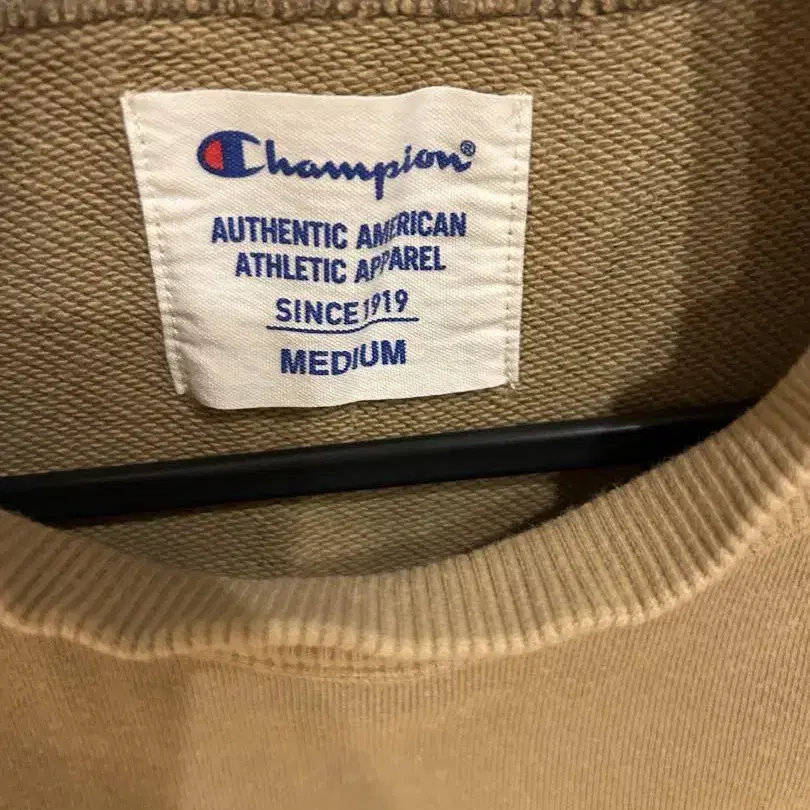 Champion®
AUTHENTIC AMERICAN
ATHLETIC APPAREL
SINCE 1919
MEDIUM